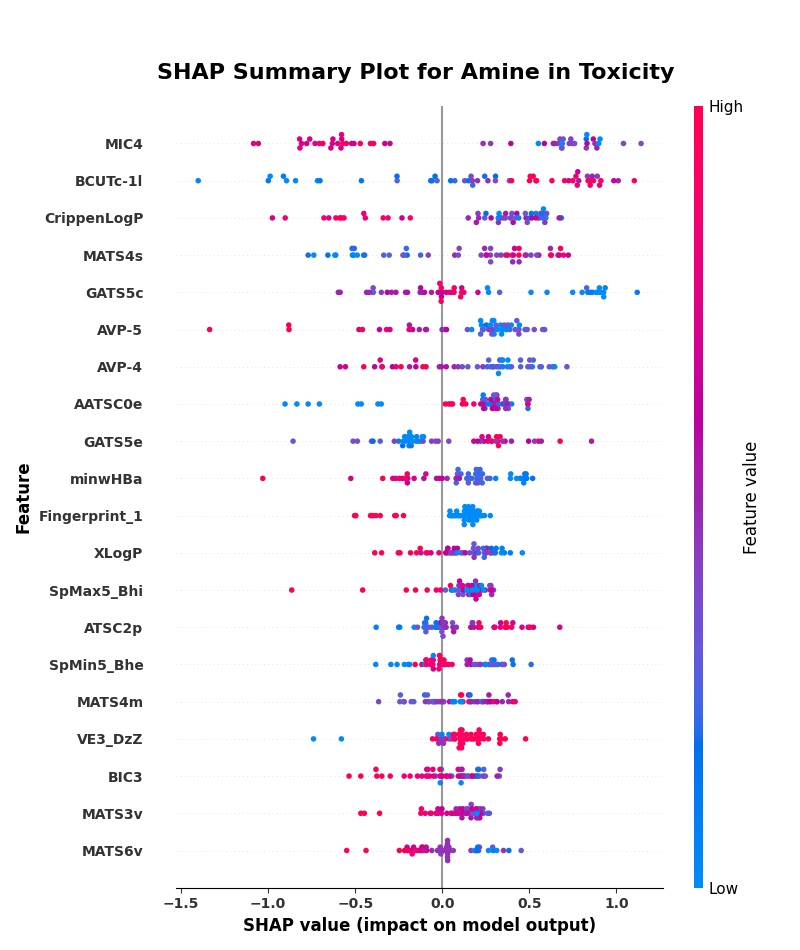 SHAP Summary Plot for Amine in Toxicity
High
MIC4
BCUTc-1l
CrippenLogP
MATS4s
GATS5c
AVP-5
AVP-4
AATSC0e
GATS5e
minwHBa
Fingerprint_1
XLogP
SpMax5_Bhi
ATSC2p
SpMin5_Bhe
MATS4m
VE3_DzZ
BIC3
MATS3v
MATS6v
Feature
Feature value
Low
−1.5 −1.0 −0.5 0.0 0.5 1.0
SHAP value (impact on model output)